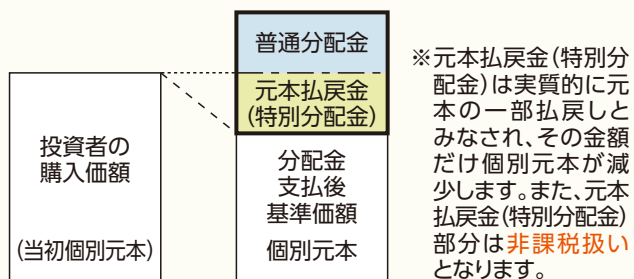 普通分配金
元本払戻金
(特別分配金)
投資者の
購入価額
(当初個別元本)
分配金
支払後
基準価額
個別元本
※元本払戻金(特別分
配金)は実質的に元
本の一部払戻しと
みなされ、その金額
だけ個別元本が減
少します。また、元本
払戻金(特別分配金)
部分は非課税扱い
となります。